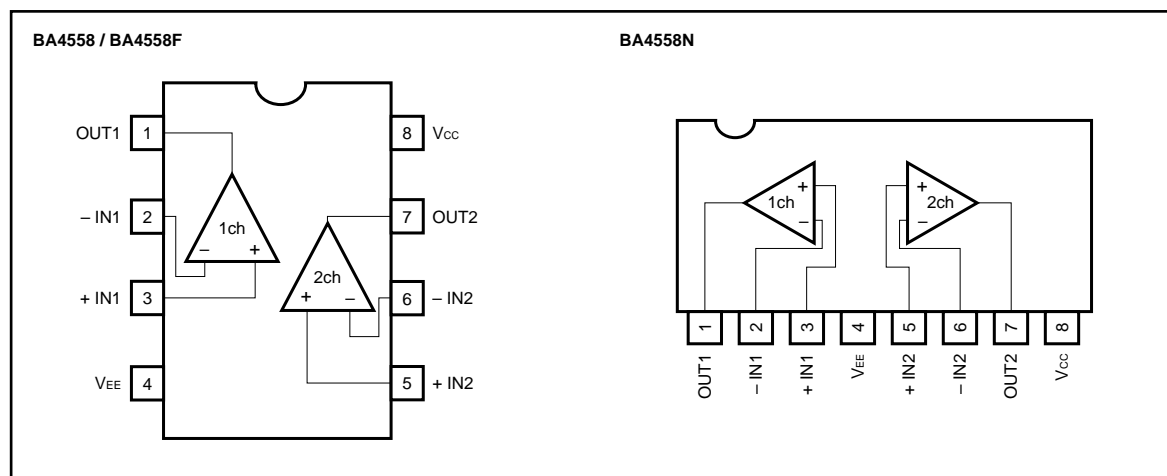 BA4558 / BA4558F
OUT1 1
– IN1 2
+ IN1 3
VEE 4
8 VCC
7 OUT2
6 – IN2
5 + IN2
1ch
– +
2ch
+ –
BA4558N
1ch
+
–
2ch
+
–
1 2 3 4 5 6 7 8
OUT1
– IN1
+ IN1
VEE
+ IN2
– IN2
OUT2
VCC